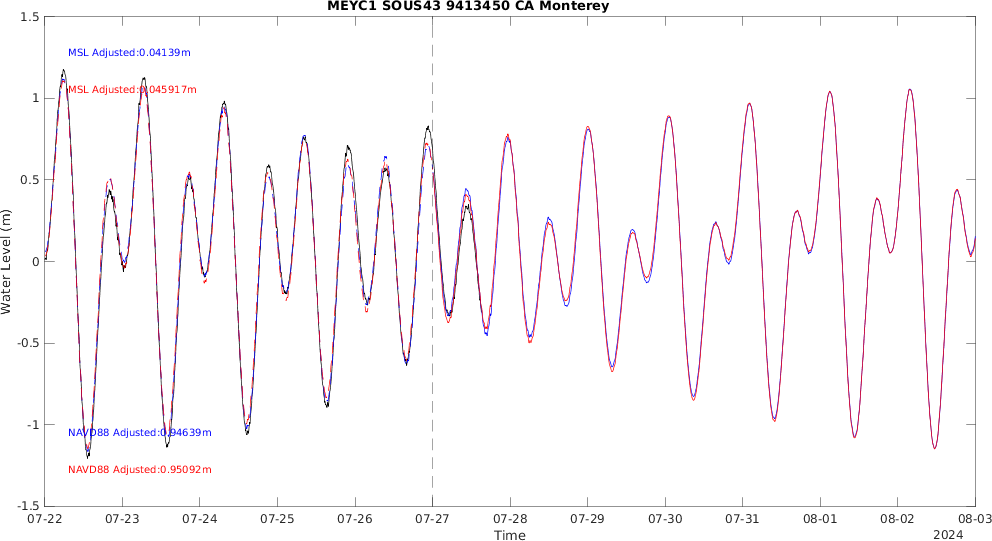 MEYC1 SOUS43 9413450 CA Monterey
1.5
MSL Adjusted:0.04139m
MSL Adjusted:0.045917m
1
0.5
Water Level (m)
0
-0.5
-1
NAVD88 Adjusted:0.94639m
NAVD88 Adjusted:0.95092m
-1.5
07-22 07-23 07-24 07-25 07-26 07-27 07-28 07-29 07-30 07-31 08-01 08-02 08-03
Time
2024